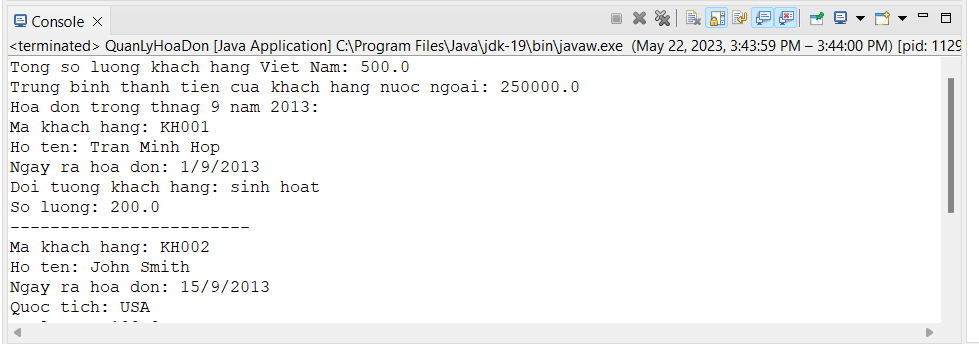 Console
<terminated> QuanLyHoaDon [Java Application] C:\Program Files\Java\jdk-19\bin\javaw.exe (May 22, 2023, 3:43:59 PM – 3:44:00 PM) [pid: 1129
Tong so luong khach hang Viet Nam: 500.0
Trung binh thanh tien cua khach hang nuoc ngoai: 250000.0
Hoa don trong thnag 9 nam 2013:
Ma khach hang: KH001
Ho ten: Tran Minh Hop
Ngay ra hoa don: 1/9/2013
Doi tuong khach hang: sinh hoat
So luong: 200.0
------------------------
Ma khach hang: KH002
Ho ten: John Smith
Ngay ra hoa don: 15/9/2013
Quoc tich: USA